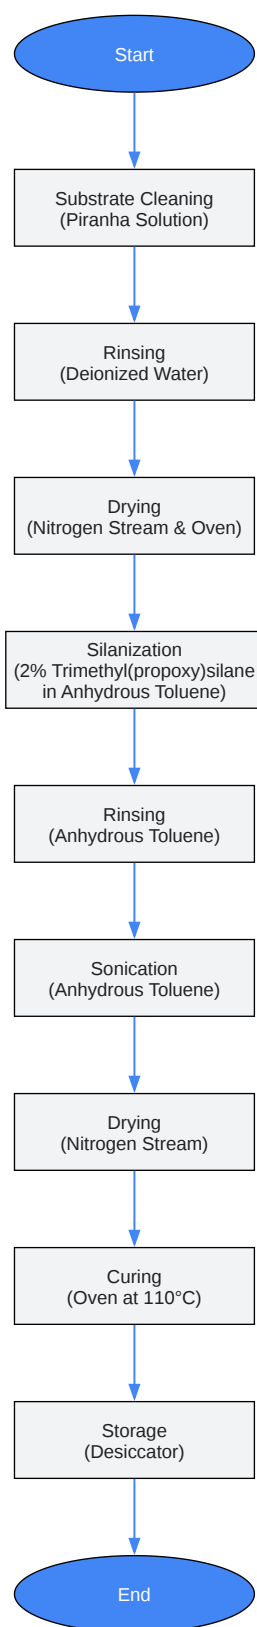 Start
Substrate Cleaning
(Piranha Solution)
Rinsing
(Deionized Water)
Drying
(Nitrogen Stream & Oven)
Silanization
(2% Trimethyl(propoxy)silane
in Anhydrous Toluene)
Rinsing
(Anhydrous Toluene)
Sonication
(Anhydrous Toluene)
Drying
(Nitrogen Stream)
Curing
(Oven at 110°C)
Storage
(Desiccator)
End